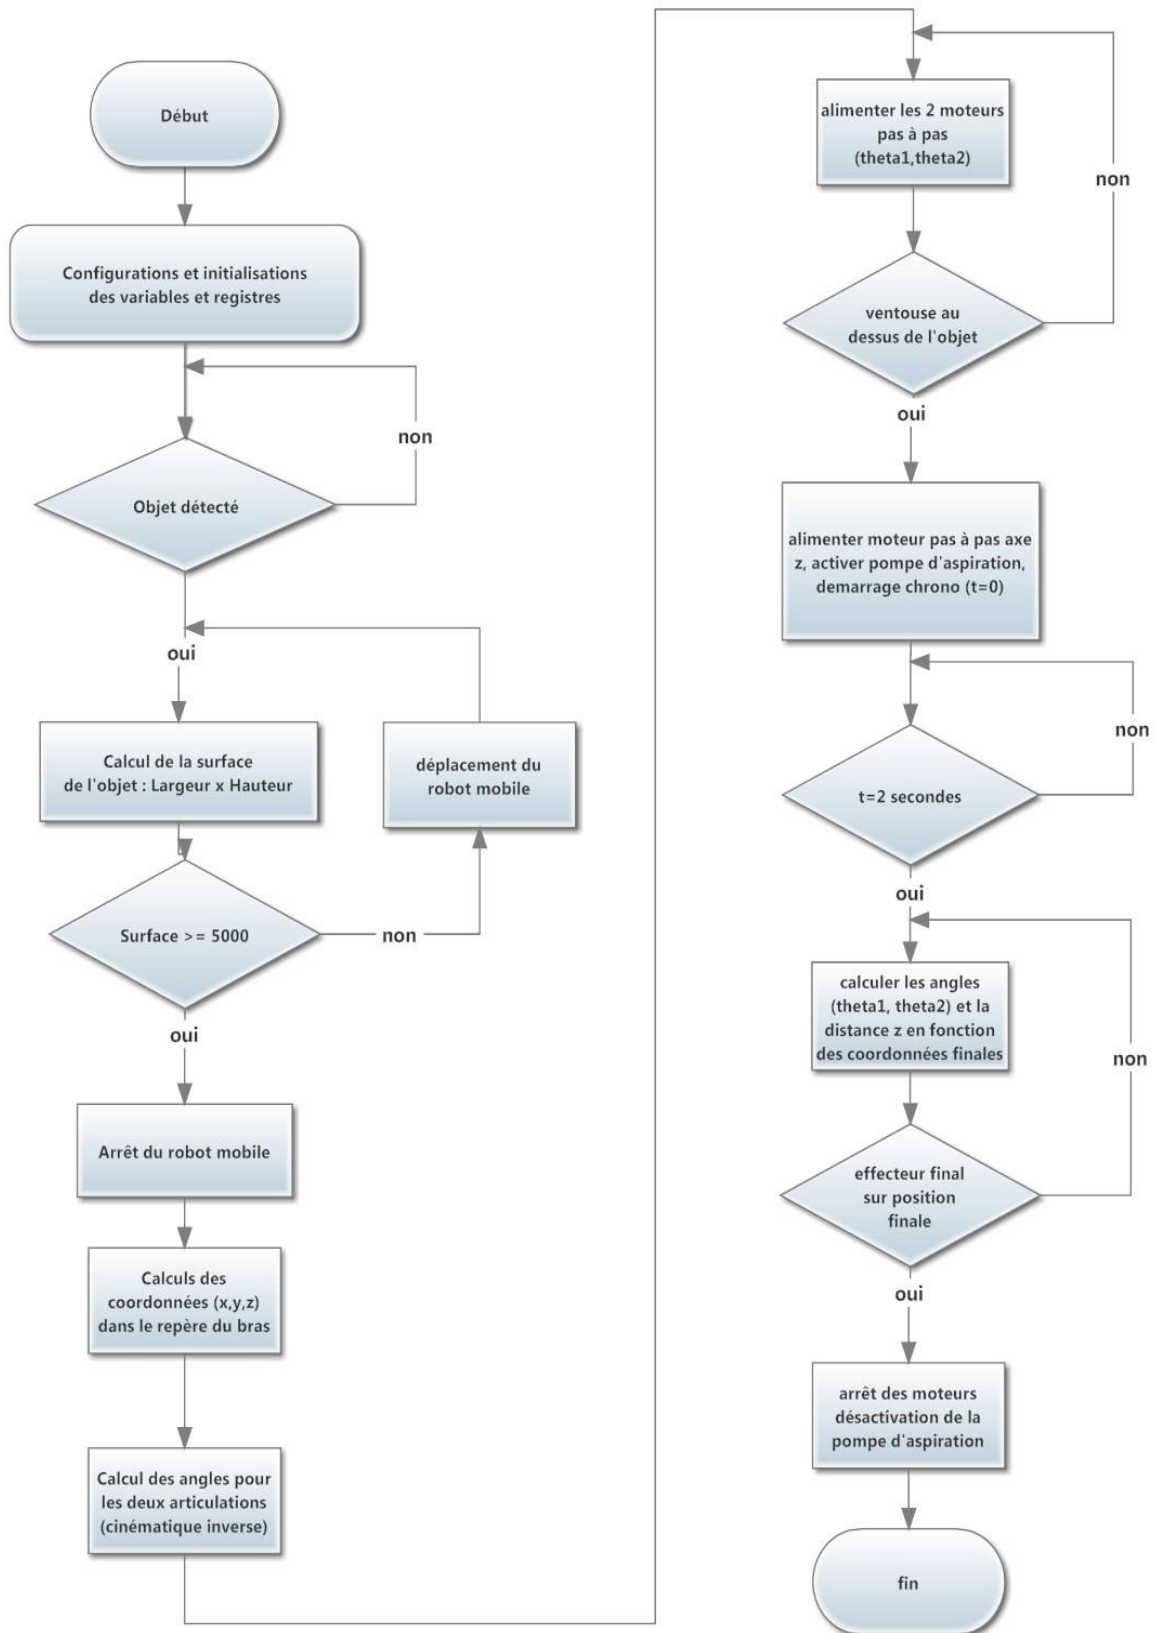 Début
Configurations et initialisations
des variables et registres
non
Objet détecté
oui
Calcul de la surface
de l'objet : Largeur x Hauteur
déplacement du
robot mobile
Surface >= 5000
non
oui
Arrêt du robot mobile
Calculs des
coordonnées (x,y,z)
dans le repère du bras
Calcul des angles pour
les deux articulations
(cinématique inverse)
alimenter les 2 moteurs
pas à pas
(theta1,theta2)
non
ventouse au
dessus de l'objet
oui
alimenter moteur pas à pas axe
z, activer pompe d'aspiration,
demarrage chrono (t=0)
non
t=2 secondes
oui
calculer les angles
(theta1, theta2) et la
distance z en fonction
des coordonnées finales
non
effecteur final
sur position
finale
oui
arrêt des moteurs
désactivation de la
pompe d'aspiration
fin